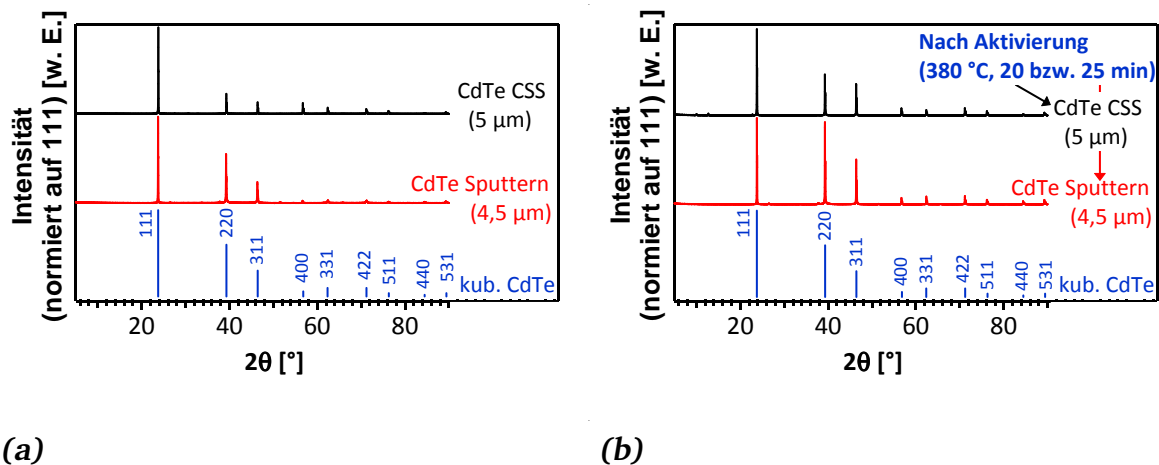 Intensität
(normiert auf 111) [w. E.]
CdTe CSS
(5 µm)
CdTe Sputtern
(4,5 µm)
111
220
311
400
331
422
511
440
531
kub. CdTe
20
40
60
80
2θ [°]
(a)
Intensität
(normiert auf 111) [w. E.]
Nach Aktivierung
(380 °C, 20 bzw. 25 min)
CdTe CSS
(5 µm)
CdTe Sputtern
(4,5 µm)
111
220
311
400
331
422
511
440
531
kub. CdTe
20
40
60
80
2θ [°]
(b)